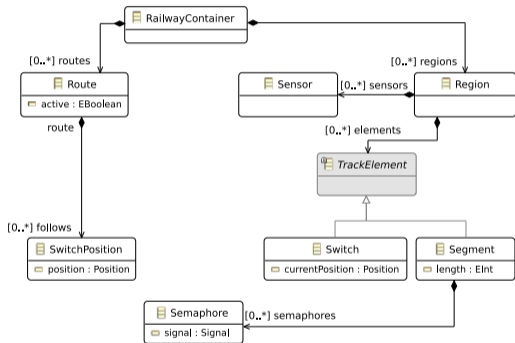 RailwayContainer
[0..*] routes
[0..*] regions
Route
active : EBoolean
Sensor
[0..*] sensors
Region
route
[0..*] elements
TrackElement
[0..*] follows
SwitchPosition
position : Position
Switch
currentPosition : Position
Segment
length : EInt
Semaphore
signal : Signal
[0..*] semaphores